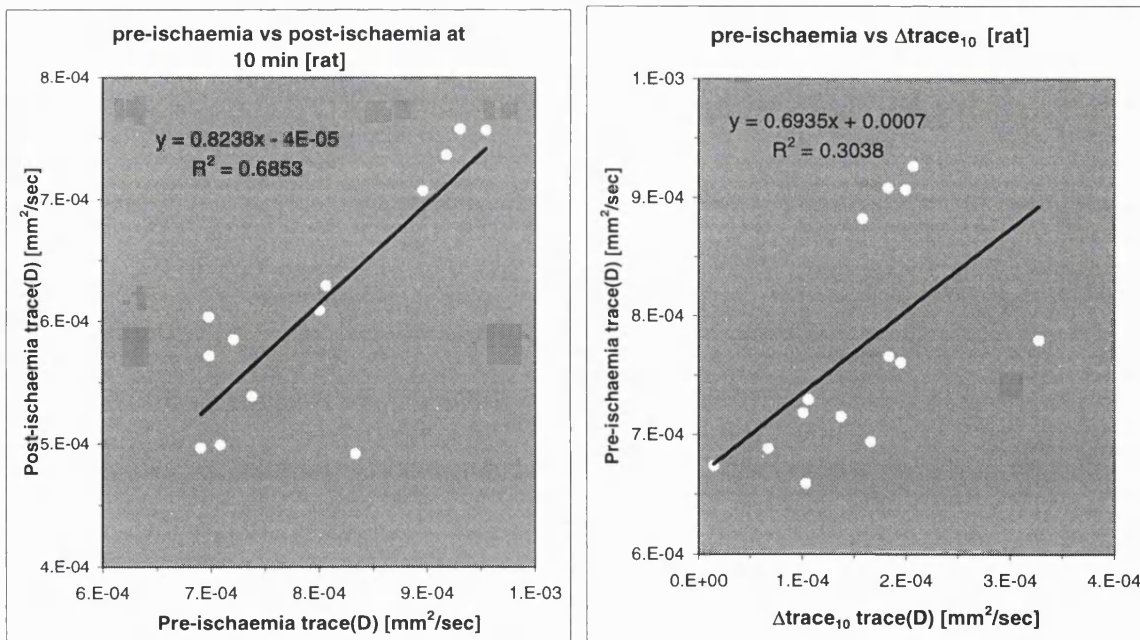 pre-ischaemia vs post-ischaemia at
10 min [rat]
8.E-04
7.E-04
6.E-04
5.E-04
4.E-04
y = 0.8238x - 4E-05
R² = 0.6853
Post-ischaemia trace(D) [mm²/sec]
6.E-04 7.E-04 8.E-04 9.E-04 1.E-03
Pre-ischaemia trace(D) [mm²/sec]
pre-ischaemia vs Δtrace₁₀ [rat]
1.E-03
9.E-04
8.E-04
7.E-04
6.E-04
y = 0.6935x + 0.0007
R² = 0.3038
Pre-ischaemia trace(D) [mm²/sec]
0.E+00 1.E-04 2.E-04 3.E-04 4.E-04
Δtrace₁₀ trace(D) [mm²/sec]